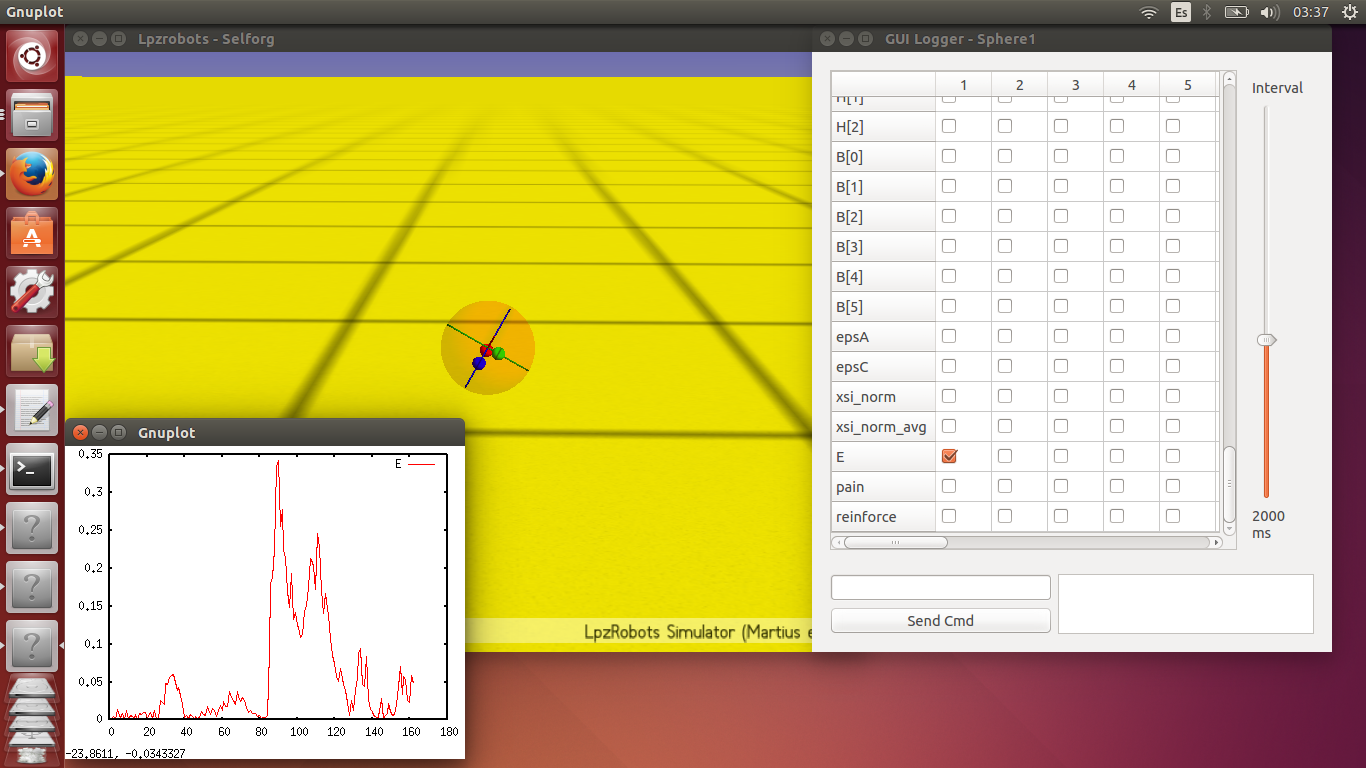 Gnuplot
Es
03:37
Lpzrobots - Selforg
GUI Logger - Sphere1
1 2 3 4 5
H[1]
H[2]
B[0]
B[1]
B[2]
B[3]
B[4]
B[5]
epsA
epsC
xsi_norm
xsi_norm_avg
E
pain
reinforce
Interval
2000
ms
Send Cmd
LpzRobots Simulator (Martius e
Gnuplot
E
0.35
0.3
0.25
0.2
0.15
0.1
0.05
0
0 20 40 60 80 100 120 140 160 180
-23.8611, -0.0343327